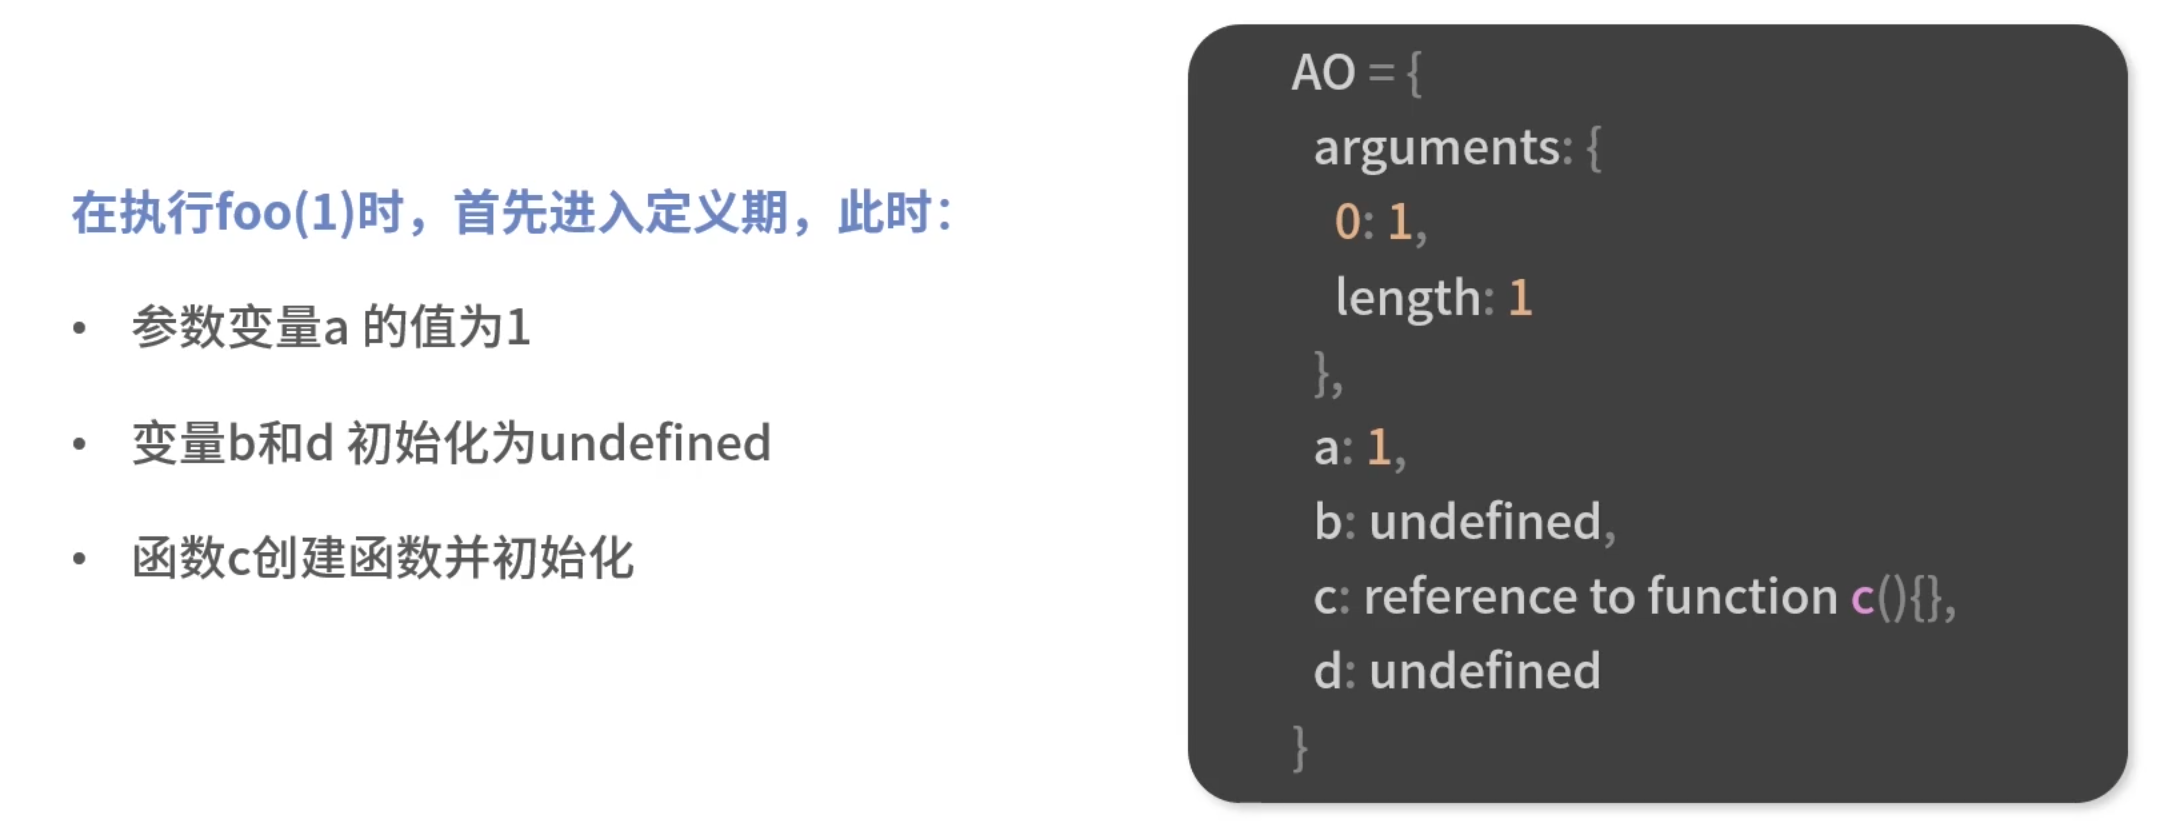 在执行foo(1)时，首先进入定义期，此时：
• 参数变量a 的值为1
• 变量b和d 初始化为undefined
• 函数c创建函数并初始化
AO = {
arguments: {
0: 1,
length: 1
},
a: 1,
b: undefined,
c: reference to function c(){},
d: undefined
}